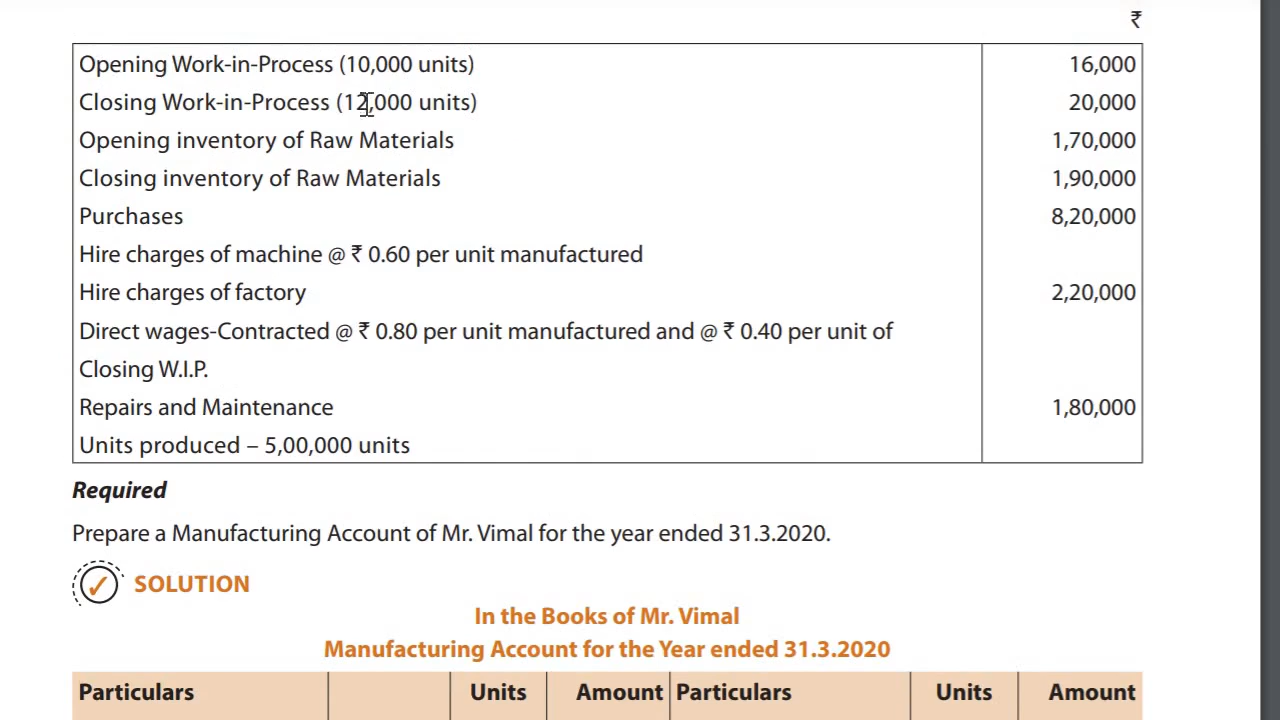 ₹
Opening Work-in-Process (10,000 units) 16,000
Closing Work-in-Process (12,000 units) 20,000
Opening inventory of Raw Materials 1,70,000
Closing inventory of Raw Materials 1,90,000
Purchases 8,20,000
Hire charges of machine @ ₹ 0.60 per unit manufactured
Hire charges of factory 2,20,000
Direct wages-Contracted @ ₹ 0.80 per unit manufactured and @ ₹ 0.40 per unit of
Closing W.I.P.
Repairs and Maintenance 1,80,000
Units produced – 5,00,000 units
Required
Prepare a Manufacturing Account of Mr. Vimal for the year ended 31.3.2020.
SOLUTION
In the Books of Mr. Vimal
Manufacturing Account for the Year ended 31.3.2020
Particulars Units Amount Particulars Units Amount